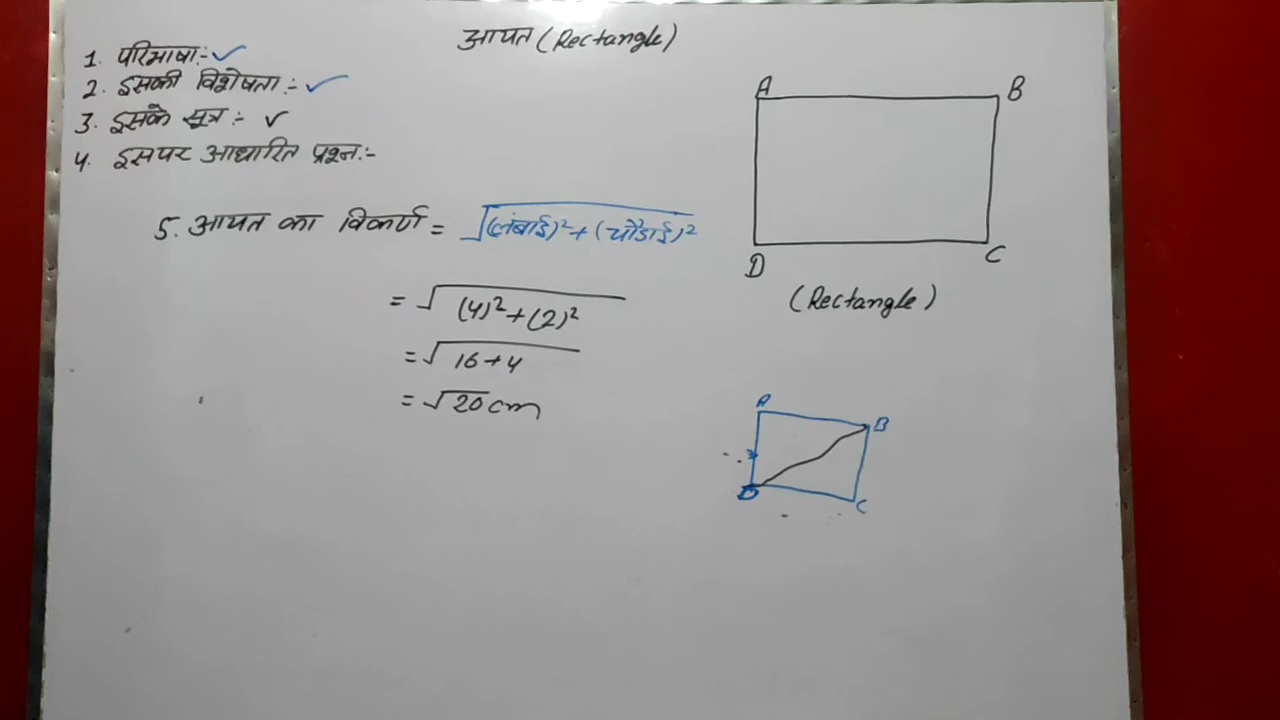 आयत (Rectangle)
1. परिभाषा:- ✓
2. इसकी विशेषता:- ✓
3. इसके सूत्र:- ✓
4. इसपर आधारित प्रश्न:-
5. आयत का विकर्ण = √(लंबाई)² + (चौडाई)²
= √(4)² + (2)²
= √16 + 4
= √20 cm
A B
D C
(Rectangle)
A B
D C